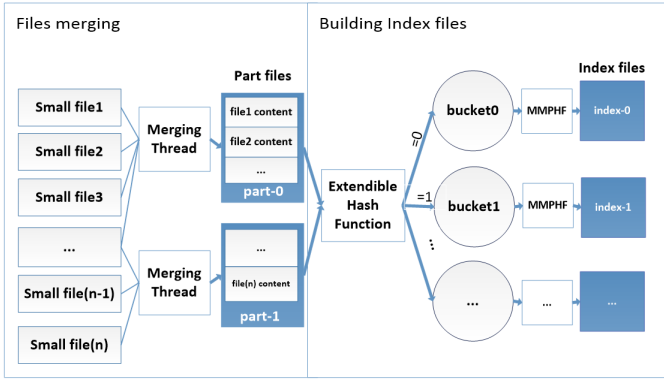 Files merging
Small file1
Small file2
Small file3
...
Small file(n-1)
Small file(n)
Merging
Thread
Merging
Thread
Part files
file1 content
file2 content
...
part-0
...
file(n) content
part-1
Building Index files
Extendible
Hash
Function
=0
=1
...
bucket0
bucket1
...
MMPHF
MMPHF
...
Index files
index-0
index-1
...